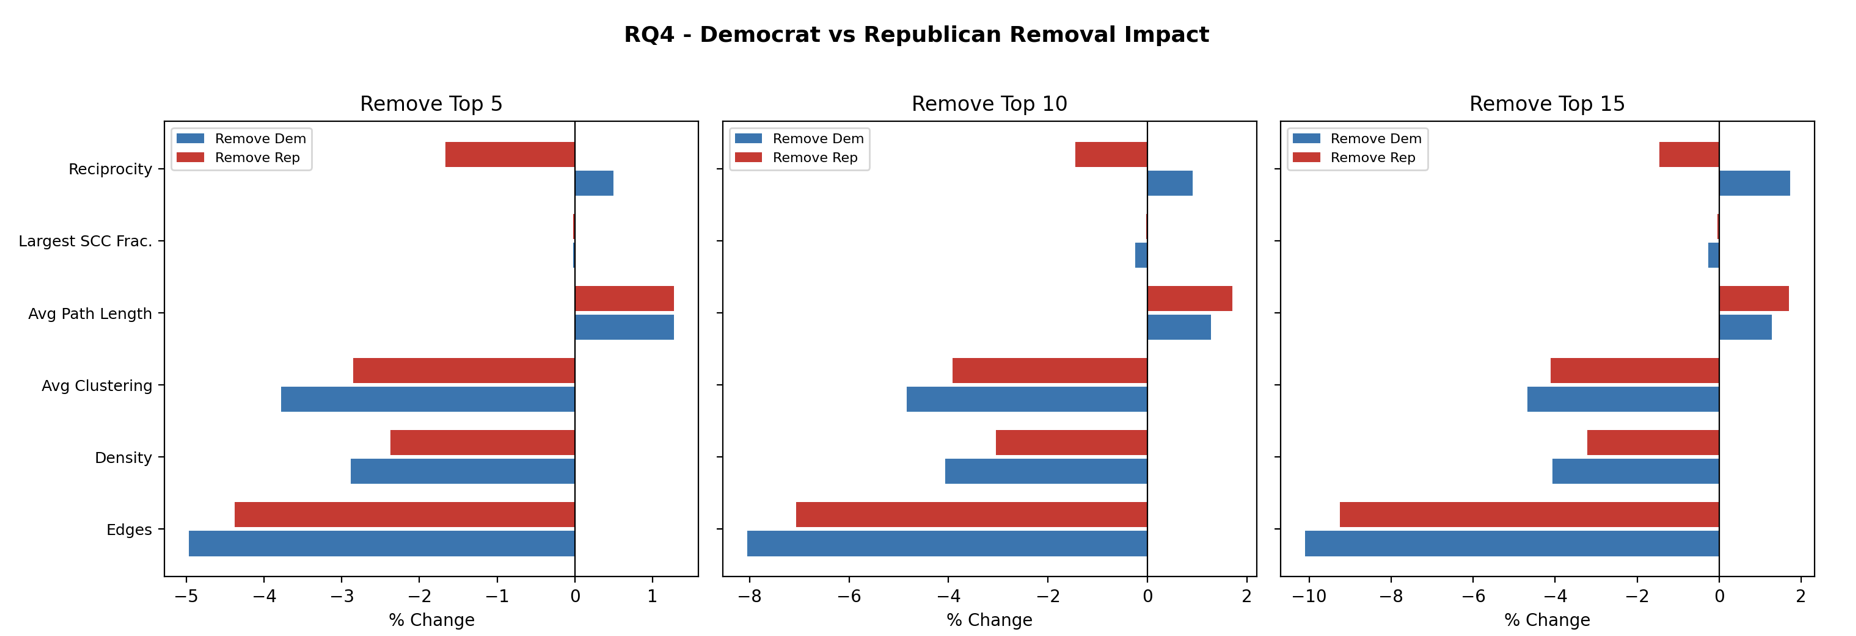 RQ4 - Democrat vs Republican Removal Impact
Remove Top 5
Remove Dem
Remove Rep
Reciprocity
Largest SCC Frac.
Avg Path Length
Avg Clustering
Density
Edges
−5 −4 −3 −2 −1 0 1
% Change
Remove Top 10
Remove Dem
Remove Rep
−8 −6 −4 −2 0 2
% Change
Remove Top 15
Remove Dem
Remove Rep
−10 −8 −6 −4 −2 0 2
% Change